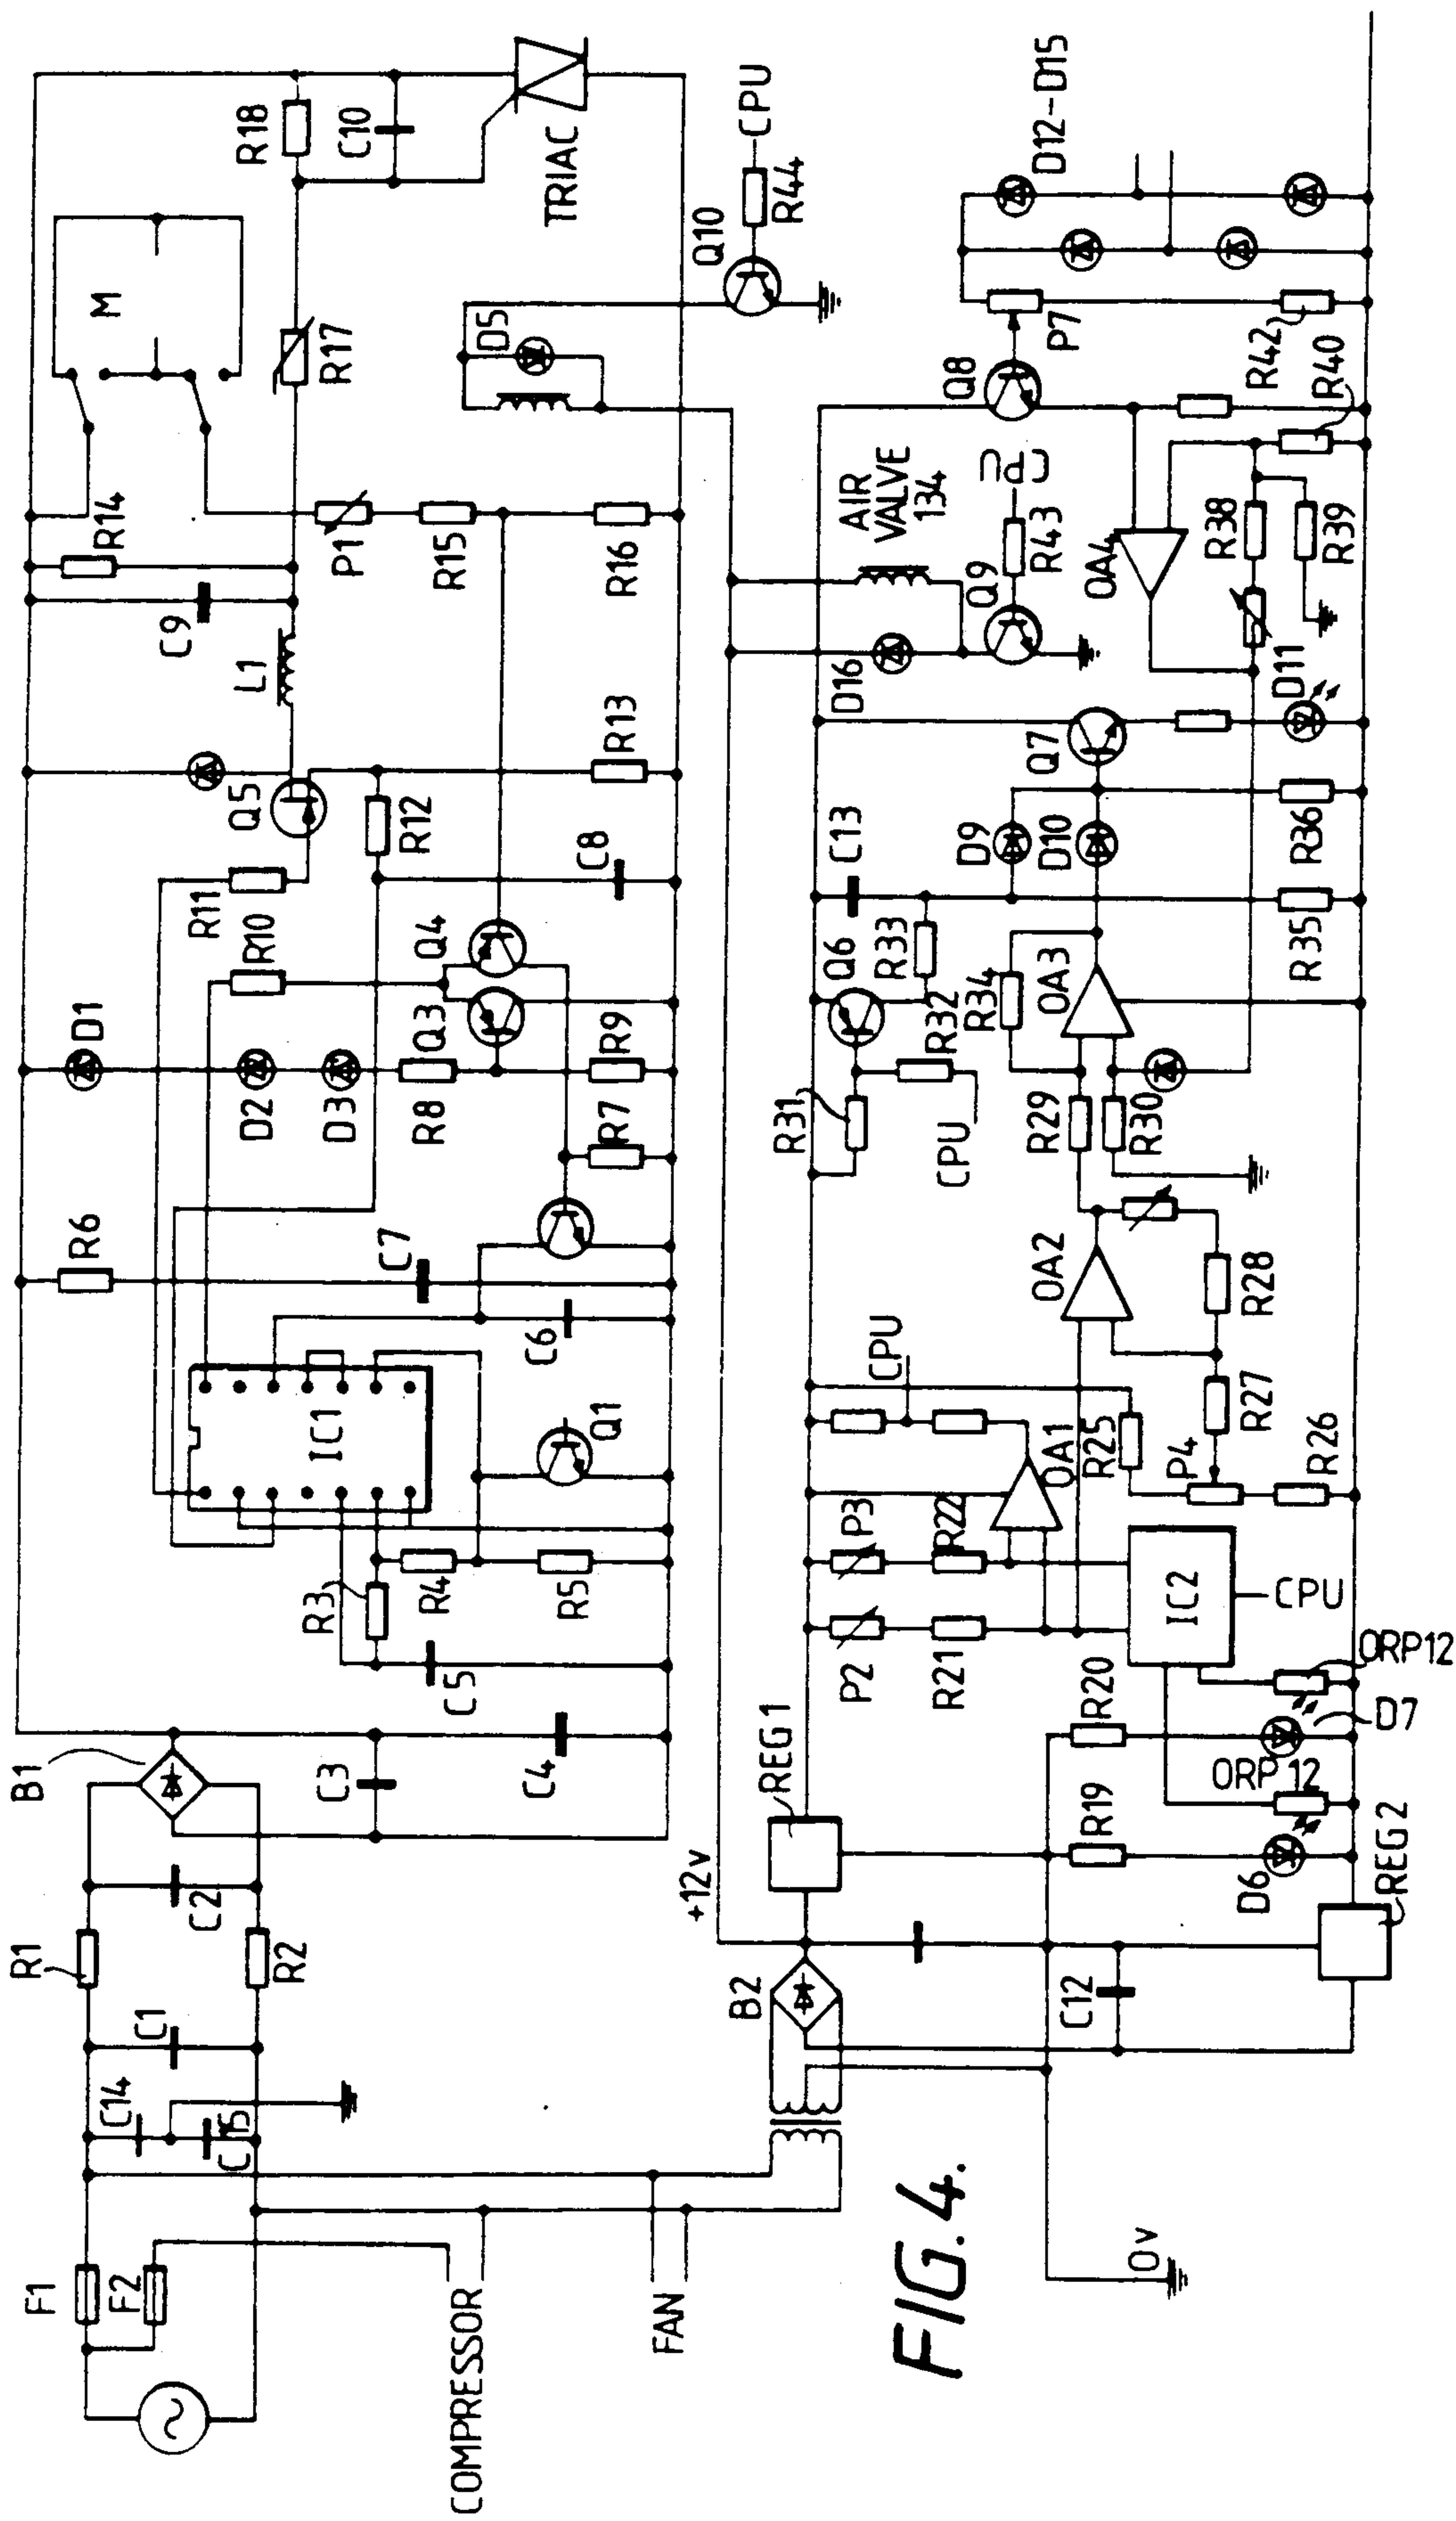 F1
F2
C14
C15
C1
R1
R2
C2
B1
C3
C4
C5
R3
R4
R5
IC1
Q1
R6
C7
C6
D1
D2
D3
R8
R7
R9
Q3
Q4
R10
R11
Q5
R12
C8
R13
L1
C9
R14
P1
R15
R16
M
R17
R18
C10
TRIAC
D5
Q10
R44
CPU
COMPRESSOR
FAN
FIG. 4.
0v
+12v
B2
C12
REG 1
REG 2
R19
D6
ORP 12
R20
D7
ORP12
P2
R21
P3
R22
IC2
CPU
OA1
CPU
R25
P4
R26
R27
R28
OA2
R29
R30
R31
R32
CPU
Q6
R33
R34
OA3
C13
D9
D10
R35
R36
Q7
D11
D16
Q9
R43
CPU
AIR
VALVE
134
OA4
R38
R39
R40
R42
Q8
P7
D12-D15